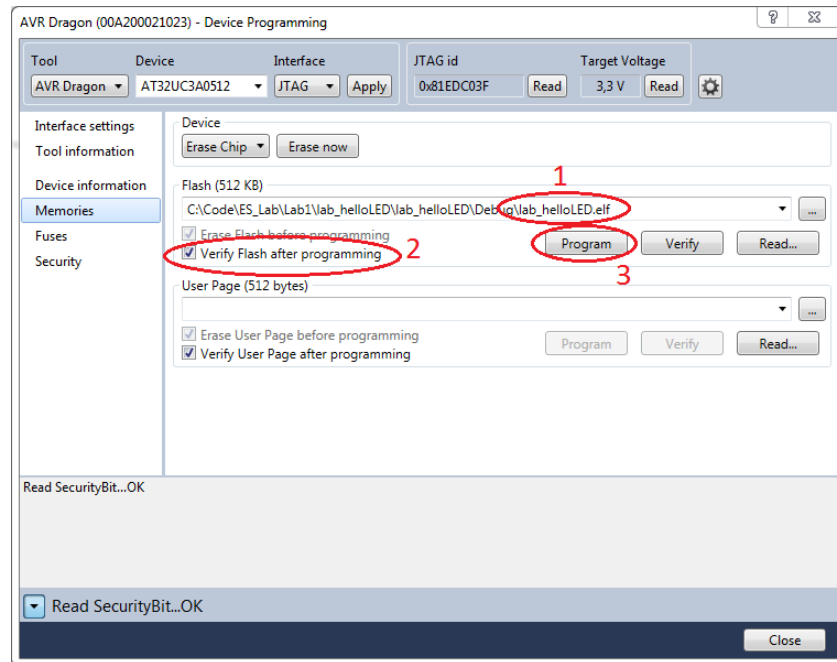 AVR Dragon (00A200021023) - Device Programming
Tool Device Interface JTAG id Target Voltage
AVR Dragon AT32UC3A0512 JTAG Apply 0x81EDC03F Read 3,3 V Read
Interface settings
Tool information
Device information
Memories
Fuses
Security
Device
Erase Chip Erase now
1
Flash (512 KB)
C:\Code\ES_Lab\Lab1\lab_helloLED\lab_helloLED\Debug\lab_helloLED.elf ...
Erase Flash before programming
Verify Flash after programming 2
Program Verify Read...
3
User Page (512 bytes)
...
Erase User Page before programming
Verify User Page after programming
Program Verify Read...
Read SecurityBit...OK
Read SecurityBit...OK
Close